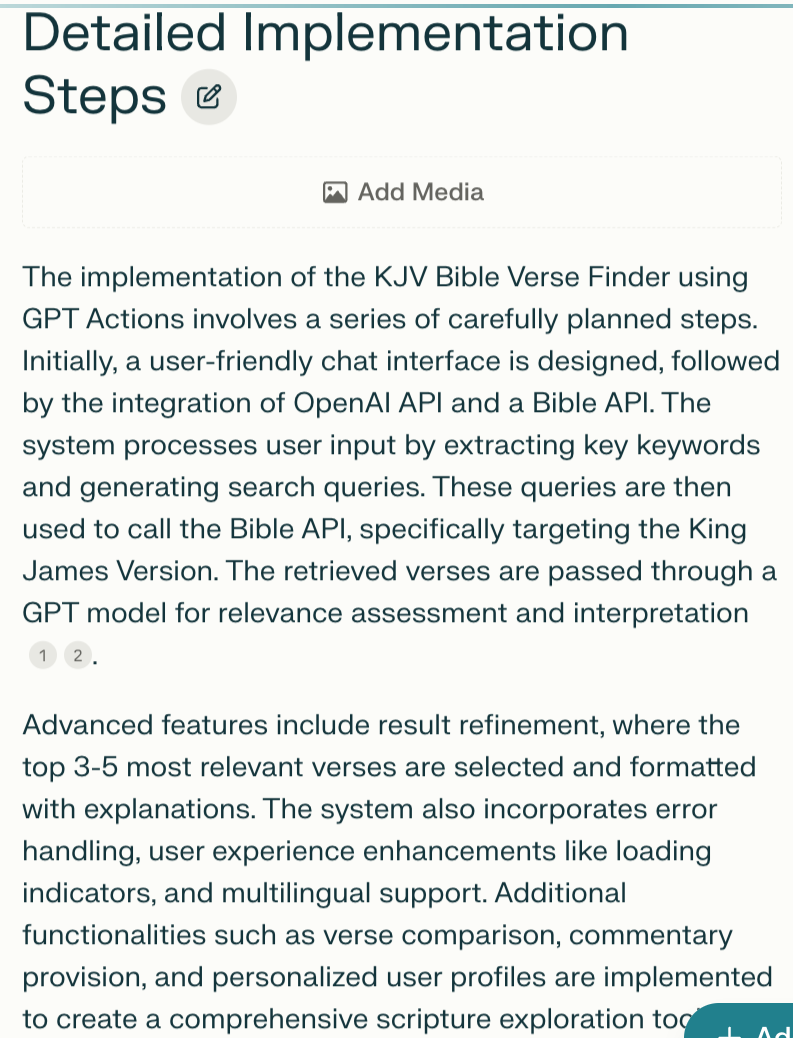 Detailed Implementation
Steps
Add Media
The implementation of the KJV Bible Verse Finder using
GPT Actions involves a series of carefully planned steps.
Initially, a user-friendly chat interface is designed, followed
by the integration of OpenAI API and a Bible API. The
system processes user input by extracting key keywords
and generating search queries. These queries are then
used to call the Bible API, specifically targeting the King
James Version. The retrieved verses are passed through a
GPT model for relevance assessment and interpretation
1 2 .
Advanced features include result refinement, where the
top 3-5 most relevant verses are selected and formatted
with explanations. The system also incorporates error
handling, user experience enhancements like loading
indicators, and multilingual support. Additional
functionalities such as verse comparison, commentary
provision, and personalized user profiles are implemented
to create a comprehensive scripture exploration